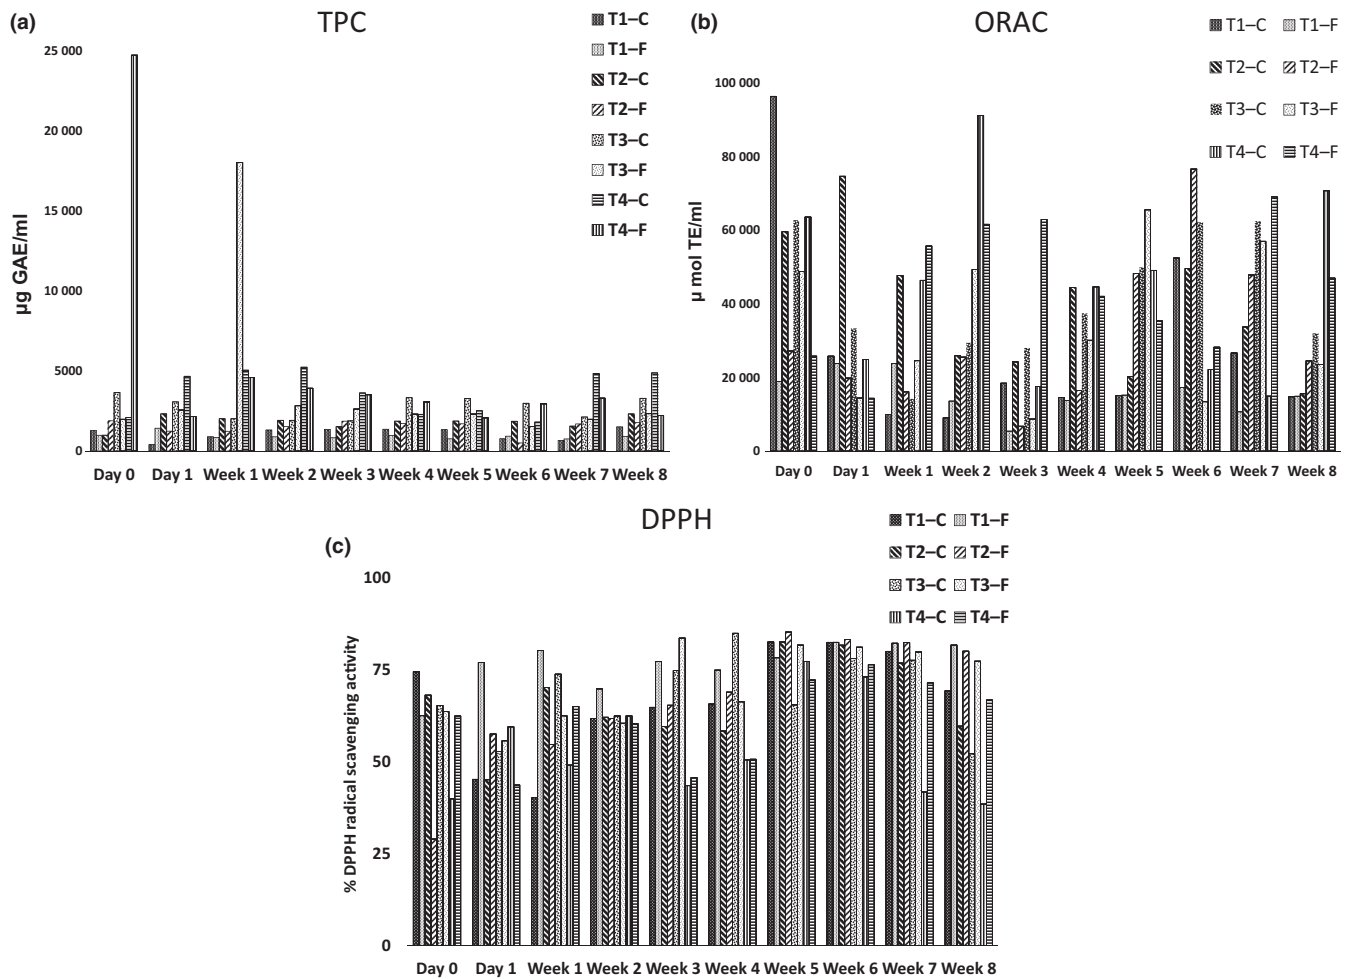 (a) TPC
T1–C
T1–F
T2–C
T2–F
T3–C
T3–F
T4–C
T4–F
µg GAE/ml
25 000
20 000
15 000
10 000
5000
0
Day 0 Day 1 Week 1 Week 2 Week 3 Week 4 Week 5 Week 6 Week 7 Week 8
(b) ORAC
T1–C T1–F
T2–C T2–F
T3–C T3–F
T4–C T4–F
µ mol TE/ml
100 000
80 000
60 000
40 000
20 000
0
Day 0 Day 1 Week 1 Week 2 Week 3 Week 4 Week 5 Week 6 Week 7 Week 8
(c) DPPH
T1–C T1–F
T2–C T2–F
T3–C T3–F
T4–C T4–F
% DPPH radical scavenging activity
100
75
50
25
0
Day 0 Day 1 Week 1 Week 2 Week 3 Week 4 Week 5 Week 6 Week 7 Week 8